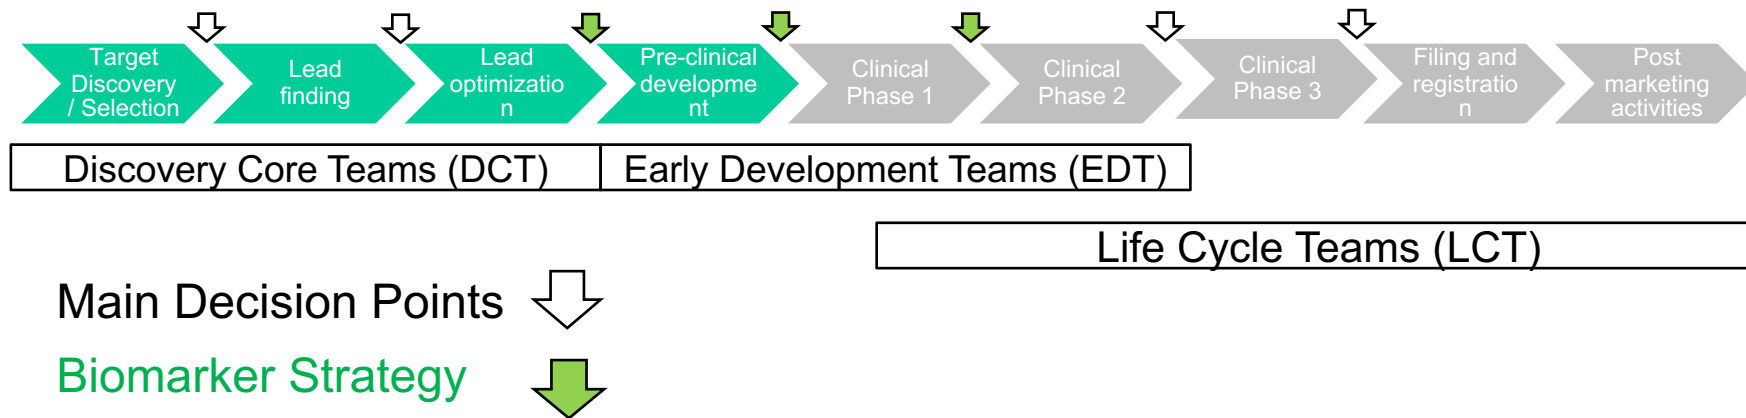 Target
Discovery
/ Selection
Lead
finding
Lead
optimizatio
n
Pre-clinical
developme
nt
Clinical
Phase 1
Clinical
Phase 2
Clinical
Phase 3
Filing and
registratio
n
Post
marketing
activities
Discovery Core Teams (DCT)
Early Development Teams (EDT)
Life Cycle Teams (LCT)
Main Decision Points
Biomarker Strategy